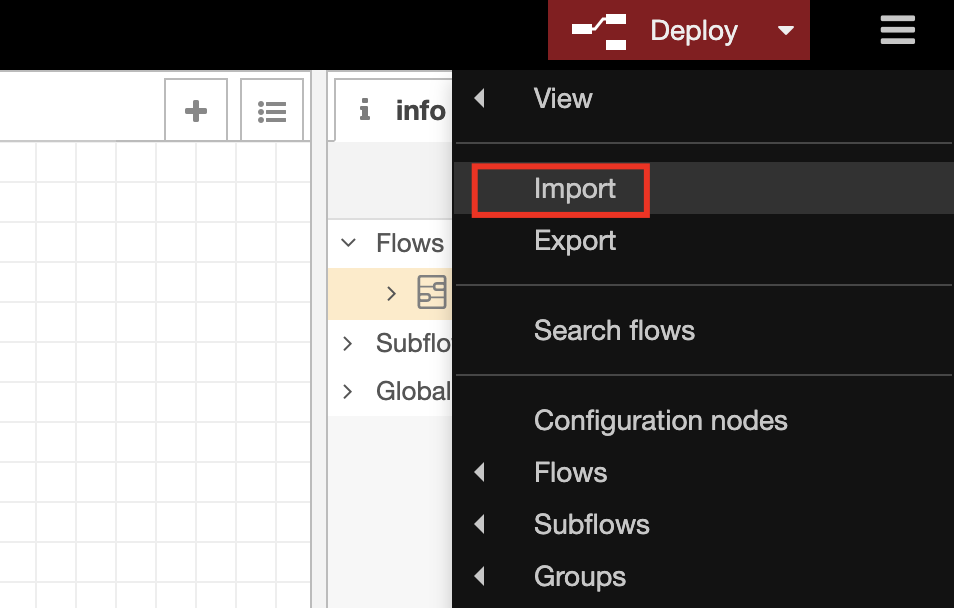 Deploy
info
View
Import
Export
Flows
Subflo
Global
Search flows
Configuration nodes
Flows
Subflows
Groups